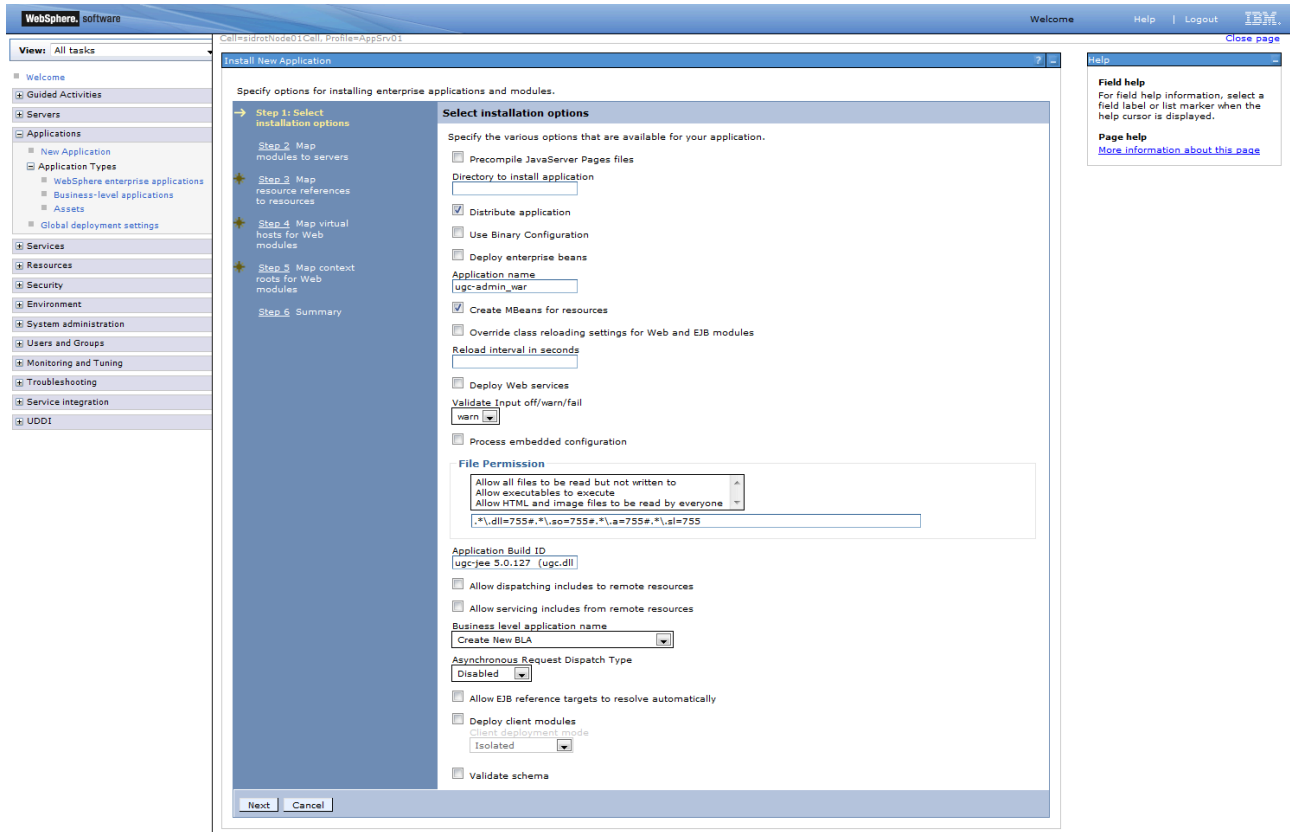 WebSphere. software
Welcome
Help | Logout
IBM.
View: All tasks
Cell=sidrotNode01Cell, Profile=AppSrv01
Close page
Welcome
Guided Activities
Servers
Applications
New Application
Application Types
WebSphere enterprise applications
Business-level applications
Assets
Global deployment settings
Services
Resources
Security
Environment
System administration
Users and Groups
Monitoring and Tuning
Troubleshooting
Service integration
UDDI
Install New Application
? -
Specify options for installing enterprise applications and modules.
Step 1: Select
installation options
Step 2 Map
modules to servers
Step 3 Map
resource references
to resources
Step 4 Map virtual
hosts for Web
modules
Step 5 Map context
roots for Web
modules
Step 6 Summary
Select installation options
Specify the various options that are available for your application.
Precompile JavaServer Pages files
Directory to install application
Distribute application
Use Binary Configuration
Deploy enterprise beans
Application name
ugc-admin_war
Create MBeans for resources
Override class reloading settings for Web and EJB modules
Reload interval in seconds
Deploy Web services
Validate Input off/warn/fail
warn
Process embedded configuration
File Permission
Allow all files to be read but not written to
Allow executables to execute
Allow HTML and image files to be read by everyone
.*\.dll=755#.*\.so=755#.*\.a=755#.*\.sl=755
Application Build ID
ugc-jee 5.0.127 (ugc.dll
Allow dispatching includes to remote resources
Allow servicing includes from remote resources
Business level application name
Create New BLA
Asynchronous Request Dispatch Type
Disabled
Allow EJB reference targets to resolve automatically
Deploy client modules
Client deployment mode
Isolated
Validate schema
Next
Cancel
Help
Field help
For field help information, select a
field label or list marker when the
help cursor is displayed.
Page help
More information about this page